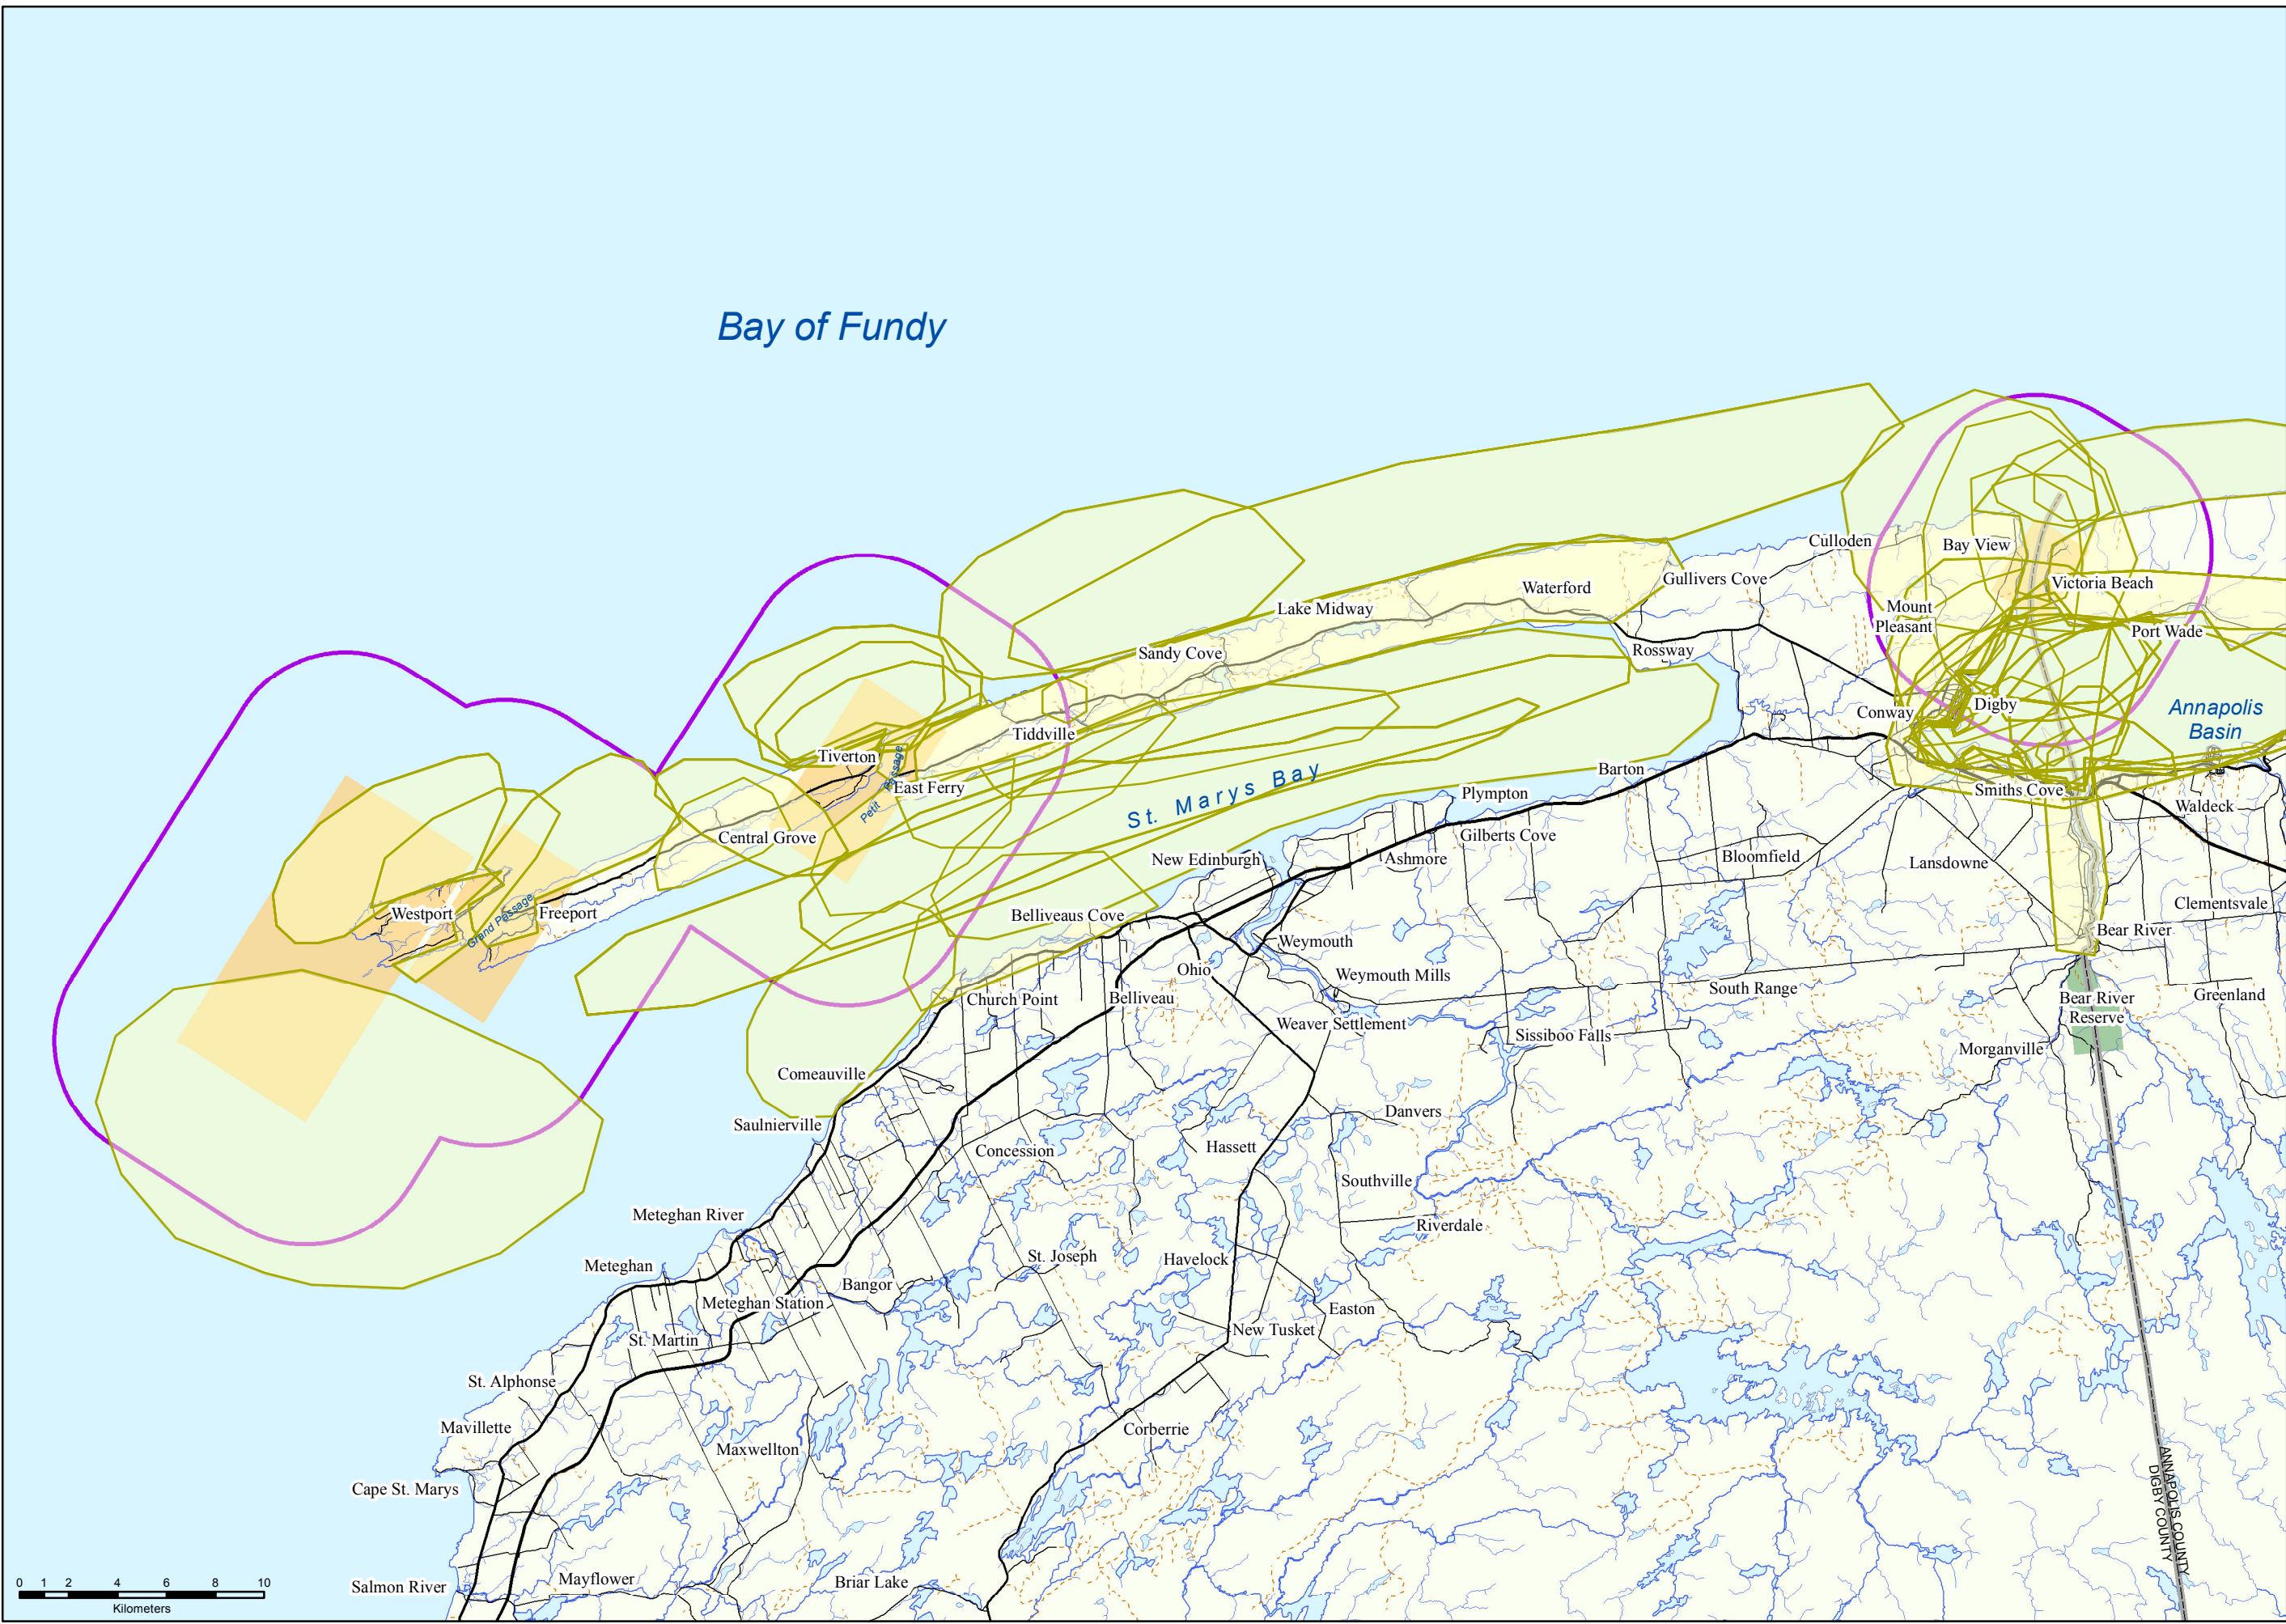 Bay of Fundy
Culloden
Bay View
Gullivers Cove
Victoria Beach
Waterford
Lake Midway
Mount
Pleasant
Port Wade
Sandy Cove
Rossway
Digby
Conway
Annapolis
Basin
Tiddville
Tiverton
Petit Passage
East Ferry
St. Marys Bay
Barton
Plympton
Smiths Cove
Waldeck
Central Grove
Gilberts Cove
New Edinburgh
Ashmore
Bloomfield
Lansdowne
Clementsvale
Westport
Grand Passage
Freeport
Belliveaus Cove
Bear River
Weymouth
Ohio
Weymouth Mills
South Range
Church Point
Belliveau
Bear River
Reserve
Greenland
Weaver Settlement
Sissiboo Falls
Morganville
Comeauville
Danvers
Saulnierville
Concession
Hassett
Southville
Meteghan River
Riverdale
St. Joseph
Havelock
Meteghan
Bangor
Meteghan Station
Easton
St. Martin
New Tusket
St. Alphonse
Mavillette
Corberrie
Maxwellton
Cape St. Marys
ANNAPOLIS COUNTY
DIGBY COUNTY
Salmon River
Mayflower
Briar Lake
0 1 2 4 6 8 10
Kilometers